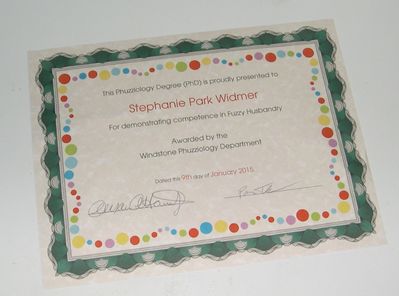 This Phuzziology Degree (PhD) is proudly presented to
Stephanie Park Widmer
For demonstrating competence in Fuzzy Husbandry
Awarded by the
Windstone Phuzziology Department
Dated this 9th day of January 2015